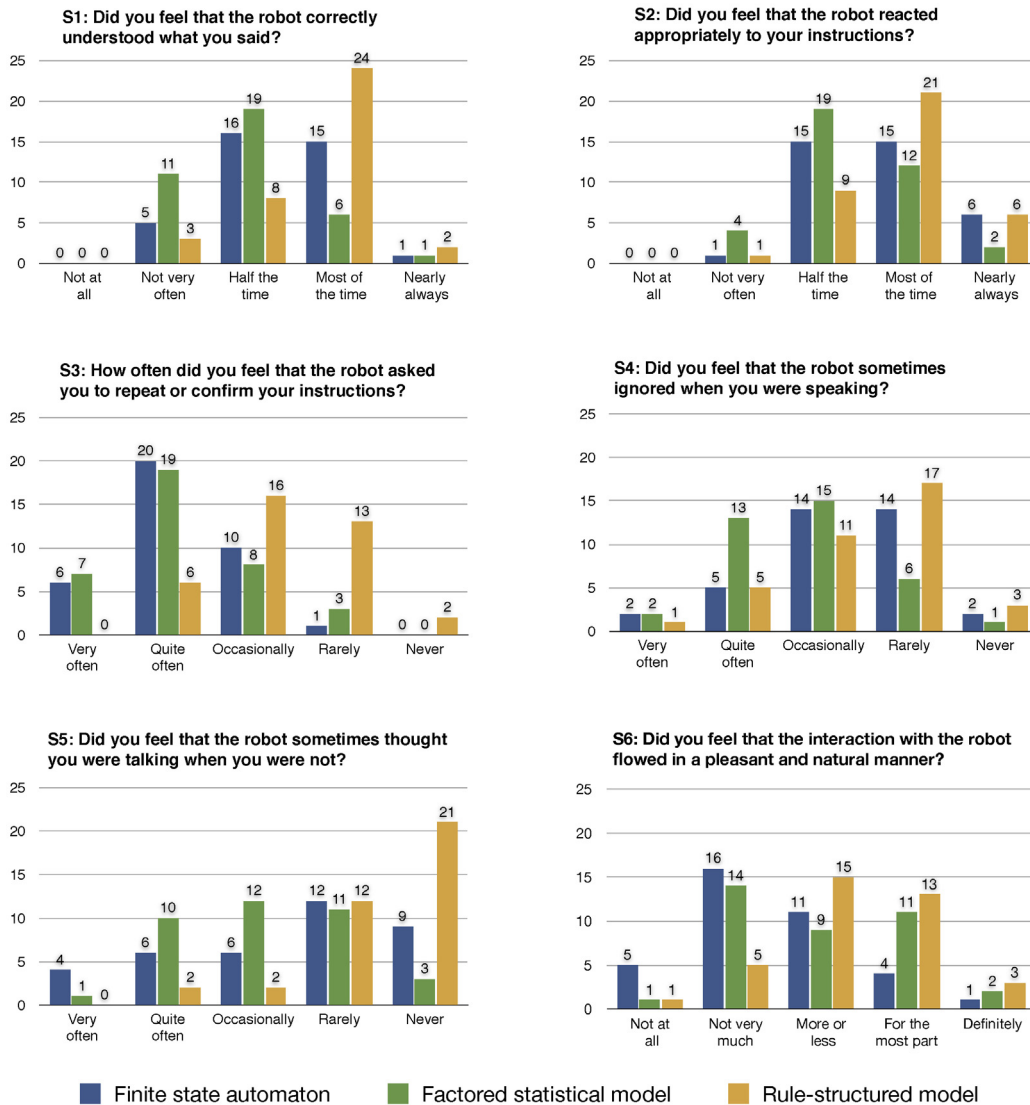 S1: Did you feel that the robot correctly
understood what you said?
25
20
15
10
5
0
0 0 0
5 11 3
16 19 8
15 6 24
1 1 2
Not at all
Not very often
Half the time
Most of the time
Nearly always
S2: Did you feel that the robot reacted
appropriately to your instructions?
25
20
15
10
5
0
0 0 0
1 4 1
15 19 9
15 12 21
6 2 6
Not at all
Not very often
Half the time
Most of the time
Nearly always
S3: How often did you feel that the robot asked
you to repeat or confirm your instructions?
25
20
15
10
5
0
6 7 0
20 19 6
10 8 16
1 3 13
0 0 2
Very often
Quite often
Occasionally
Rarely
Never
S4: Did you feel that the robot sometimes
ignored when you were speaking?
25
20
15
10
5
0
2 2 1
5 13 5
14 15 11
14 6 17
2 1 3
Very often
Quite often
Occasionally
Rarely
Never
S5: Did you feel that the robot sometimes thought
you were talking when you were not?
25
20
15
10
5
0
4 1 0
6 10 2
6 12 2
12 11 12
9 3 21
Very often
Quite often
Occasionally
Rarely
Never
S6: Did you feel that the interaction with the robot
flowed in a pleasant and natural manner?
25
20
15
10
5
0
5 1 1
16 14 5
11 9 15
4 11 13
1 2 3
Not at all
Not very much
More or less
For the most part
Definitely
Finite state automaton
Factored statistical model
Rule-structured model